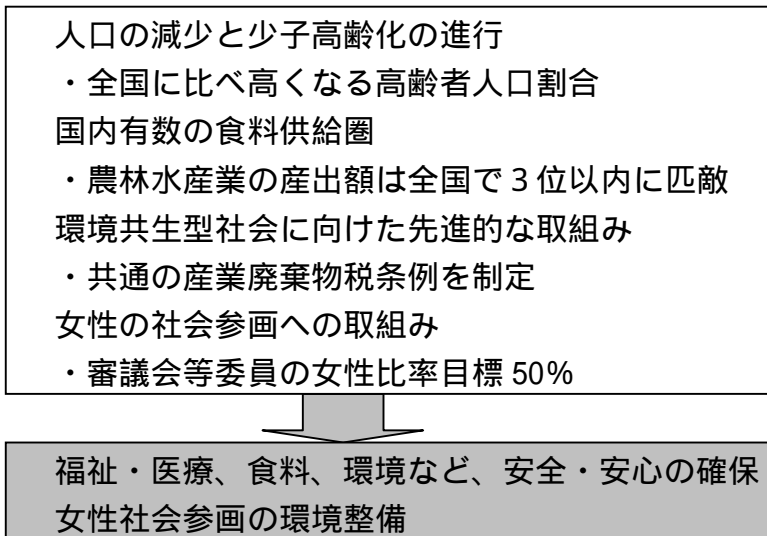 人口の減少と少子高齢化の進行
・全国に比べ高くなる高齢者人口割合
国内有数の食料供給圏
・農林水産業の産出額は全国で３位以内に匹敵
環境共生型社会に向けた先進的な取組み
・共通の産業廃棄物税条例を制定
女性の社会参画への取組み
・審議会等委員の女性比率目標 50%
福祉・医療、食料、環境など、安全・安心の確保
女性社会参画の環境整備